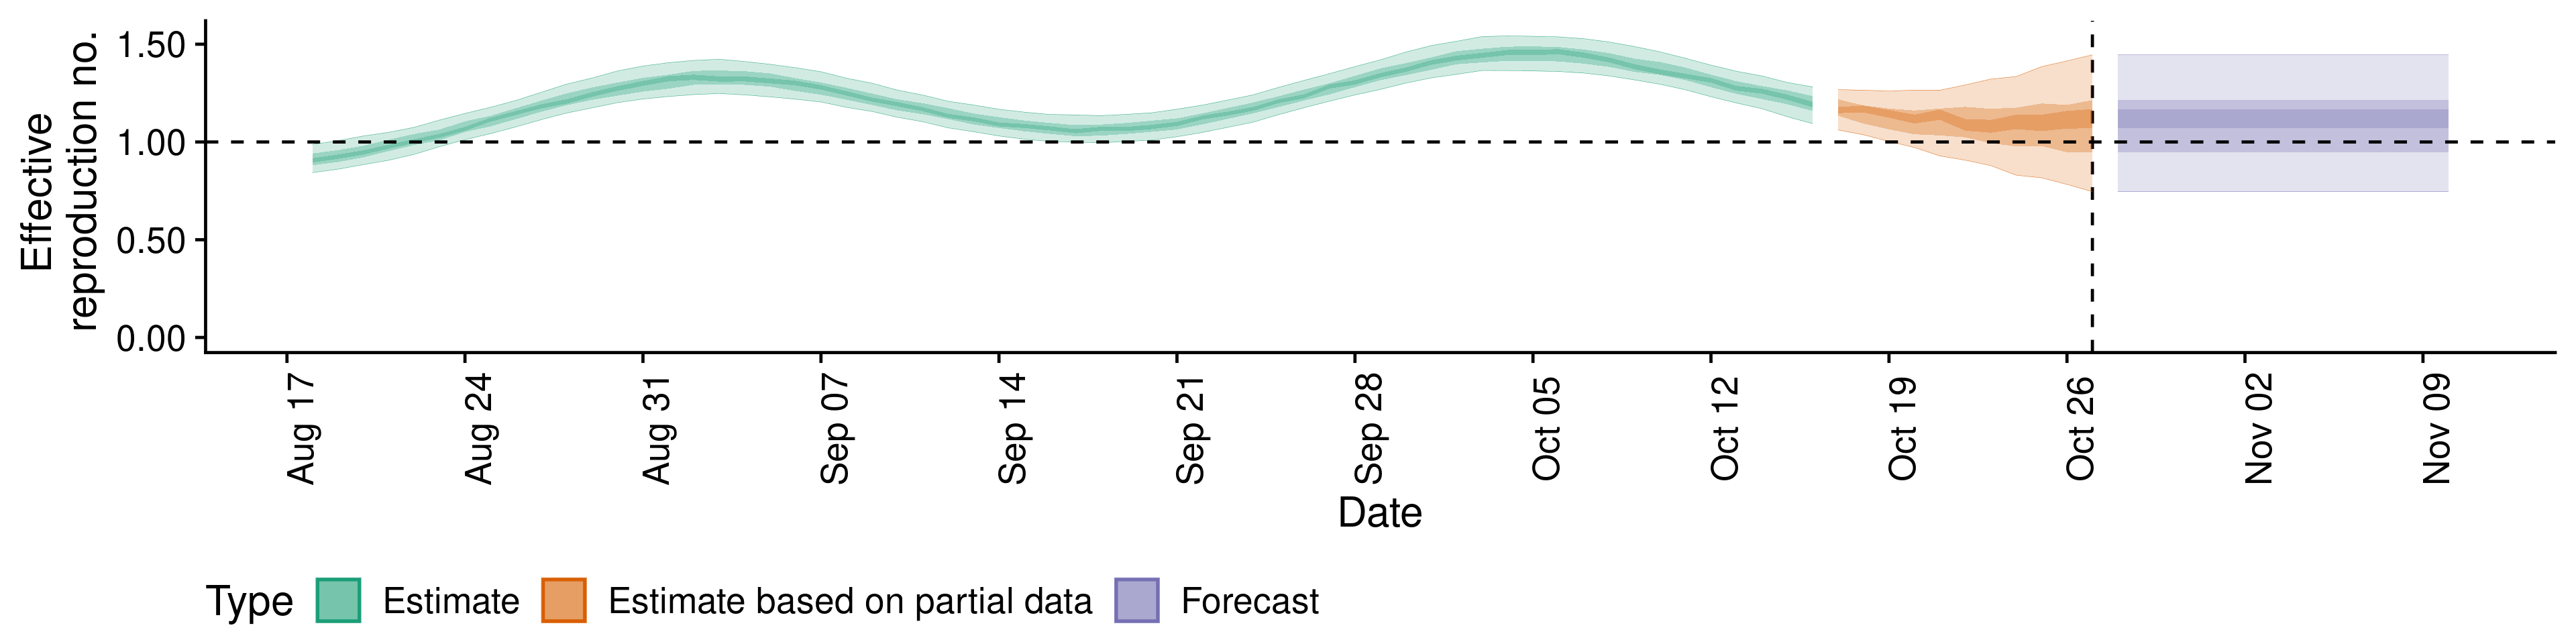 Effective
reproduction no.
1.50
1.00
0.50
0.00
Aug 17
Aug 24
Aug 31
Sep 07
Sep 14
Sep 21
Sep 28
Oct 05
Oct 12
Oct 19
Oct 26
Nov 02
Nov 09
Date
Type Estimate Estimate based on partial data Forecast